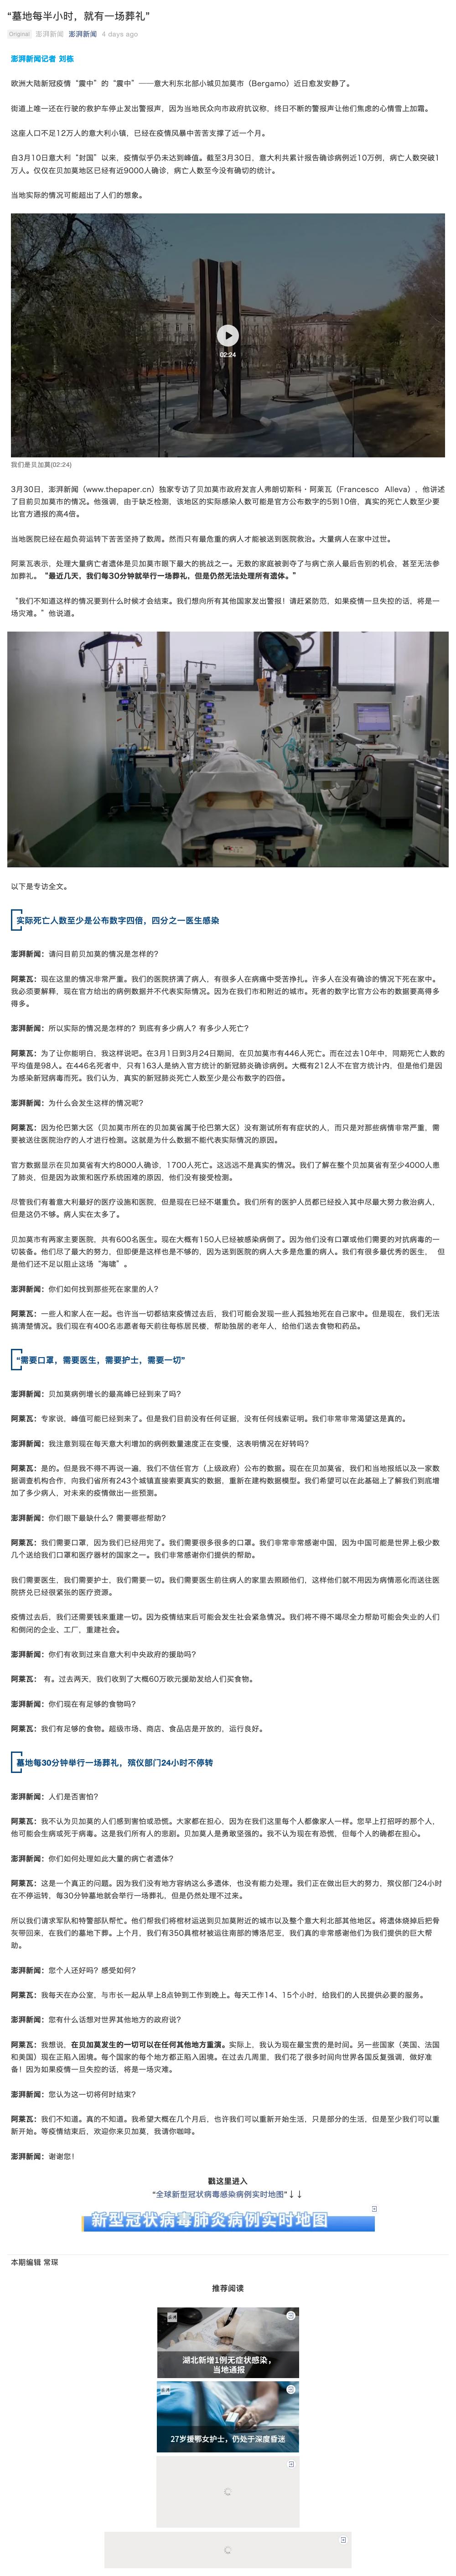 “墓地每半小时，就有一场葬礼”
Original 澎湃新闻 澎湃新闻 4 days ago
澎湃新闻记者 刘栋
欧洲大陆新冠疫情“震中”的“震中”——意大利东北部小城贝加莫市（Bergamo）近日愈发安静了。
街道上唯一还在行驶的救护车停止发出警报声，因为当地民众向市政府抗议称，终日不断的警报声让他们焦虑的心情雪上加霜。
这座人口不足12万人的意大利小镇，已经在疫情风暴中苦苦支撑了近一个月。
自3月10日意大利“封国”以来，疫情似乎仍未达到峰值。截至3月30日，意大利共累计报告确诊病例近10万例，病亡人数突破1
万人。仅仅在贝加莫地区已经有近9000人确诊，病亡人数至今没有确切的统计。
当地实际的情况可能超出了人们的想象。
02:24
我们是贝加莫(02:24)
3月30日，澎湃新闻（www.thepaper.cn）独家专访了贝加莫市政府发言人弗朗切斯科·阿莱瓦（Francesco Alleva），他讲述
了目前贝加莫市的情况。他强调，由于缺乏检测，该地区的实际感染人数可能是官方公布数字的5到10倍，真实的死亡人数至少要
比官方通报的高4倍。
当地医院已经在超负荷运转下苦苦坚持了数周。然而只有最危重的病人才能被送到医院救治。大量病人在家中过世。
阿莱瓦表示，处理大量病亡者遗体是贝加莫市眼下最大的挑战之一。无数的家庭被剥夺了与病亡亲人最后告别的机会，甚至无法参
加葬礼。“最近几天，我们每30分钟就举行一场葬礼，但是仍然无法处理所有遗体。”
“我们不知道这样的情况要到什么时候才会结束。我们想向所有其他国家发出警报！请赶紧防范，如果疫情一旦失控的话，将是一
场灾难。”他说道。
以下是专访全文。
实际死亡人数至少是公布数字四倍，四分之一医生感染
澎湃新闻：请问目前贝加莫的情况是怎样的？
阿莱瓦：现在这里的情况非常严重。我们的医院挤满了病人，有很多人在病痛中受苦挣扎。许多人在没有确诊的情况下死在家中。
我必须要解释，现在官方给出的病例数据并不代表实际情况。因为在我们市和附近的城市。死者的数字比官方公布的数据要高得多
得多。
澎湃新闻：所以实际的情况是怎样的？到底有多少病人？有多少人死亡？
阿莱瓦：为了让你能明白，我这样说吧。在3月1日到3月24日期间，在贝加莫市有446人死亡。而在过去10年中，同期死亡人数的
平均值是98人。在446名死者中，只有163人是纳入官方统计的新冠肺炎确诊病例。大概有212人不在官方统计内，但是他们是因
为感染新冠病毒而死。我们认为，真实的新冠肺炎死亡人数至少是公布数字的四倍。
澎湃新闻：为什么会发生这样的情况呢？
阿莱瓦：因为伦巴第大区（贝加莫市所在的贝加莫省属于伦巴第大区）没有测试所有有症状的人，而只是对那些病情非常严重，需
要被送往医院治疗的人才进行检测。这就是为什么数据不能代表实际情况的原因。
官方数据显示在贝加莫省有大约8000人确诊，1700人死亡。这远远不是真实的情况。我们了解在整个贝加莫省有至少4000人患
了肺炎，但是因为政策和医疗系统困难的原因，他们没有接受检测。
尽管我们有着意大利最好的医疗设施和医院，但是现在已经不堪重负。我们所有的医护人员都已经投入其中尽最大努力救治病人，
但是这仍不够。病人实在太多了。
贝加莫市有两家主要医院，共有600名医生。现在大概有150人已经被感染病倒了。因为他们没有口罩或他们需要的对抗病毒的一
切装备。他们尽了最大的努力，但即便是这样也是不够的，因为送到医院的病人大多是危重的病人。我们有很多最优秀的医生， 但
是他们还不足以阻止这场“海啸”。
澎湃新闻：你们如何找到那些死在家里的人？
阿莱瓦：一些人和家人在一起。也许当一切都结束疫情过去后，我们可能会发现一些人孤独地死在自己家中。但是现在，我们无法
搞清楚情况。我们现在有400名志愿者每天前往每栋居民楼，帮助独居的老年人，给他们送去食物和药品。
“需要口罩，需要医生，需要护士，需要一切”
澎湃新闻：贝加莫病例增长的最高峰已经到来了吗？
阿莱瓦：专家说，峰值可能已经到来了。但是我们目前没有任何证据，没有任何线索证明。我们非常非常渴望这是真的。
澎湃新闻：我注意到现在每天意大利增加的病例数量速度正在变慢，这表明情况在好转吗？
阿莱瓦：是的。但是我不得不再说一遍，我们不信任官方（上级政府）公布的数据。现在在贝加莫省，我们和当地报纸以及一家数
据调查机构合作，向我们省所有243个城镇直接索要真实的数据，重新在建构数据模型。我们希望可以在此基础上了解我们到底增
加了多少病人，对未来的疫情做出一些预测。
澎湃新闻：你们眼下最缺什么？需要哪些帮助？
阿莱瓦：我们需要口罩，因为我们已经用完了。我们需要很多很多的口罩。我们非常非常感谢中国，因为中国可能是世界上极少数
几个送给我们口罩和医疗器材的国家之一。我们非常感谢你们提供的帮助。
我们需要医生，我们需要护士，我们需要一切。我们需要医生前往病人的家里去照顾他们，这样他们就不用因为病情恶化而送往医
院挤兑已经很紧张的医疗资源。
疫情过去后，我们还需要钱来重建一切。因为疫情结束后可能会发生社会紧急情况。我们将不得不竭尽全力帮助可能会失业的人们
和倒闭的企业、工厂，重建社会。
澎湃新闻：你们有收到过来自意大利中央政府的援助吗？
阿莱瓦： 有。过去两天，我们收到了大概60万欧元援助发给人们买食物。
澎湃新闻：你们现在有足够的食物吗？
阿莱瓦：我们有足够的食物。超级市场、商店、食品店是开放的，运行良好。
墓地每30分钟举行一场葬礼，殡仪部门24小时不停转
澎湃新闻：人们是否害怕？
阿莱瓦：我不认为贝加莫的人们感到害怕或恐慌。大家都在担心，因为在我们这里每个人都像家人一样。您早上打招呼的那个人，
他可能会生病或死于病毒。这是我们所有人的悲剧。贝加莫人是勇敢坚强的。我不认为现在有恐慌，但每个人的确都在担心。
澎湃新闻：你们如何处理如此大量的病亡者遗体？
阿莱瓦：这是一个真正的问题。因为我们没有地方容纳这么多遗体，也没有能力处理。我们正在做出巨大的努力，殡仪部门24小时
在不停运转，每30分钟墓地就会举行一场葬礼，但是仍然处理不过来。
所以我们请求军队和特警部队帮忙。他们帮我们将棺材运送到贝加莫附近的城市以及整个意大利北部其他地区。将遗体烧掉后把骨
灰带回来，在我们的墓地下葬。上个月，我们有350具棺材被运往南部的博洛尼亚，我们真的非常感谢他们为我们提供的巨大帮
助。
澎湃新闻：您个人还好吗？感受如何？
阿莱瓦：我每天在办公室，与市长一起从早上8点钟到工作到晚上。每天工作14、15个小时，给我们的人民提供必要的服务。
澎湃新闻：您有什么话想对世界其他地方的政府说？
阿莱瓦：我想说，在贝加莫发生的一切可以在任何其他地方重演。实际上，我认为现在最宝贵的是时间。另一些国家（英国、法国
和美国）现在正陷入困境。每个国家的每个地方都正陷入困境。在过去几周里，我们花了很多时间向世界各国反复强调，做好准
备！因为如果疫情一旦失控的话，将是一场灾难。
澎湃新闻：您认为这一切将何时结束？
阿莱瓦：我们不知道。真的不知道。我希望大概在几个月后，也许我们可以重新开始生活，只是部分的生活，但是至少我们可以重
新开始。等疫情结束后，欢迎你来贝加莫，我请你咖啡。
澎湃新闻：谢谢您！
戳这里进入
“全球新型冠状病毒感染病例实时地图”↓↓
新型冠状病毒肺炎病例实时地图
本期编辑 常琛
推荐阅读
湖北新增1例无症状感染，
当地通报
27岁援鄂女护士，仍处于深度昏迷